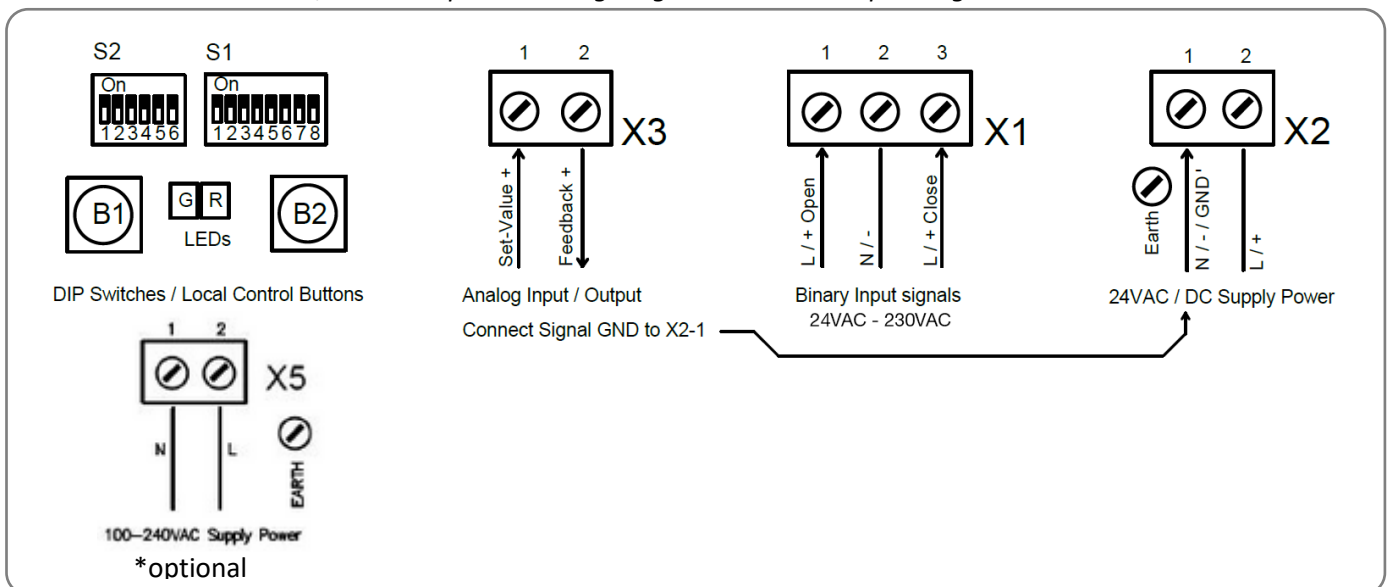 S2 S1
On On
123456 12345678
B1 G R B2
LEDs
DIP Switches / Local Control Buttons
1 2
X3
Set-Value +
Feedback +
Analog Input / Output
Connect Signal GND to X2-1
1 2 3
X1
L / + Open
N / -
L / + Close
Binary Input signals
24VAC - 230VAC
1 2
X2
Earth
N / - / GND'
L / +
24VAC / DC Supply Power
1 2
X5
N L
EARTH
100-240VAC Supply Power
*optional